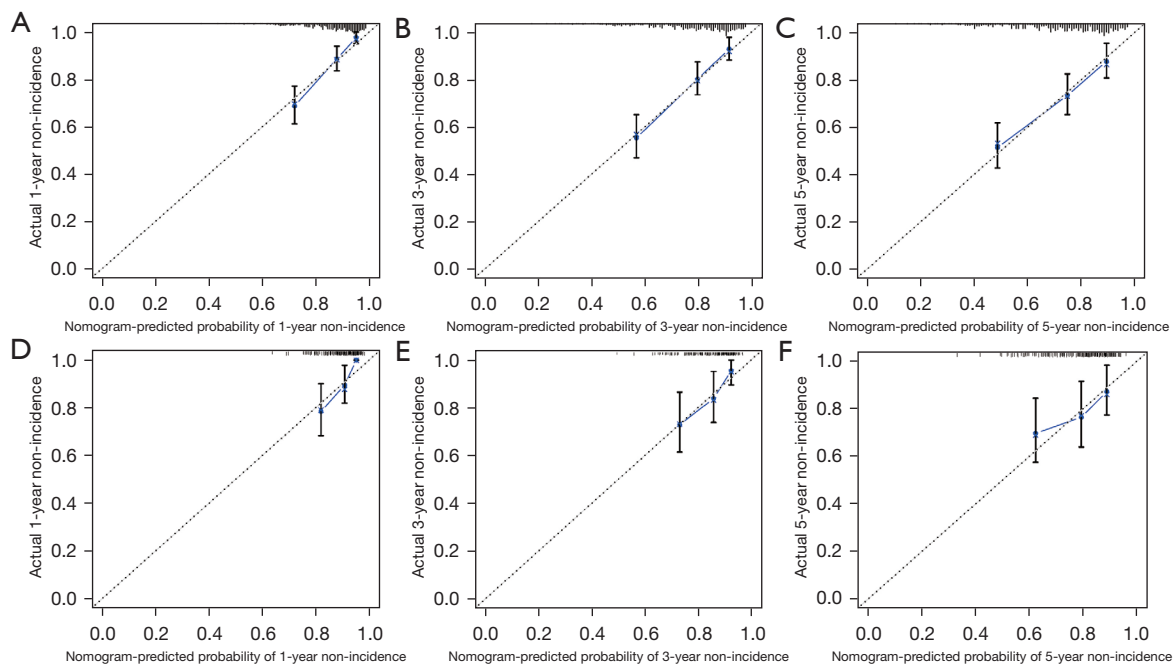 A
B
C
Actual 1-year non-incidence
1.0
0.8
0.6
0.4
0.2
0.0
0.0 0.2 0.4 0.6 0.8 1.0
Nomogram-predicted probability of 1-year non-incidence
Actual 3-year non-incidence
1.0
0.8
0.6
0.4
0.2
0.0
0.0 0.2 0.4 0.6 0.8 1.0
Nomogram-predicted probability of 3-year non-incidence
Actual 5-year non-incidence
1.0
0.8
0.6
0.4
0.2
0.0
0.0 0.2 0.4 0.6 0.8 1.0
Nomogram-predicted probability of 5-year non-incidence
D
E
F
Actual 1-year non-incidence
1.0
0.8
0.6
0.4
0.2
0.0
0.0 0.2 0.4 0.6 0.8 1.0
Nomogram-predicted probability of 1-year non-incidence
Actual 3-year non-incidence
1.0
0.8
0.6
0.4
0.2
0.0
0.0 0.2 0.4 0.6 0.8 1.0
Nomogram-predicted probability of 3-year non-incidence
Actual 5-year non-incidence
1.0
0.8
0.6
0.4
0.2
0.0
0.0 0.2 0.4 0.6 0.8 1.0
Nomogram-predicted probability of 5-year non-incidence